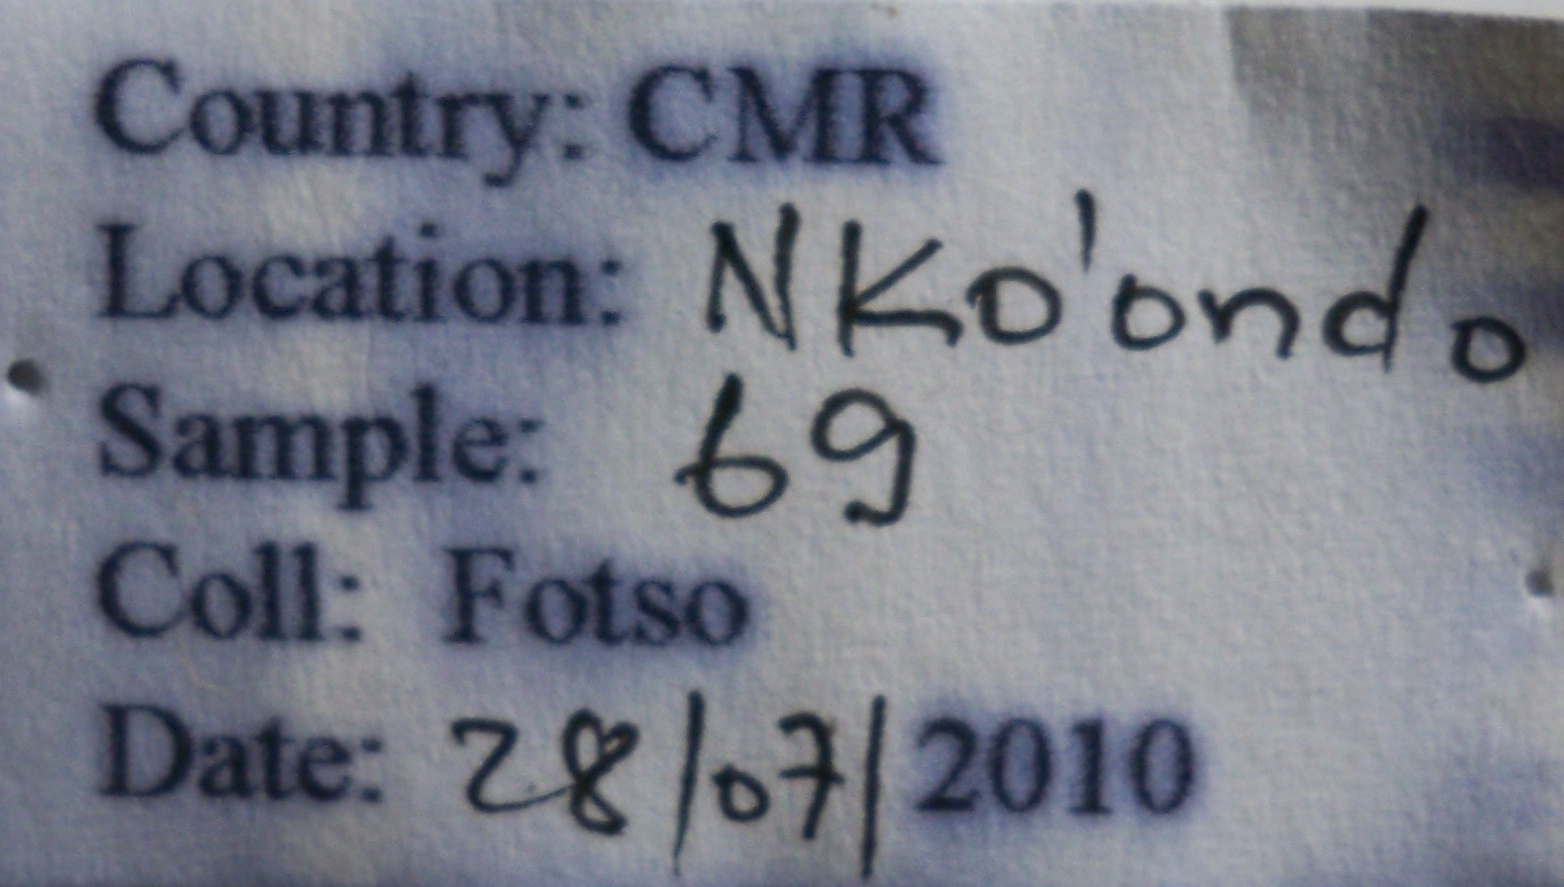 Country: CMR
Location: Nko'ondo
Sample: 69
Coll: Fotso
Date: 28/07/2010